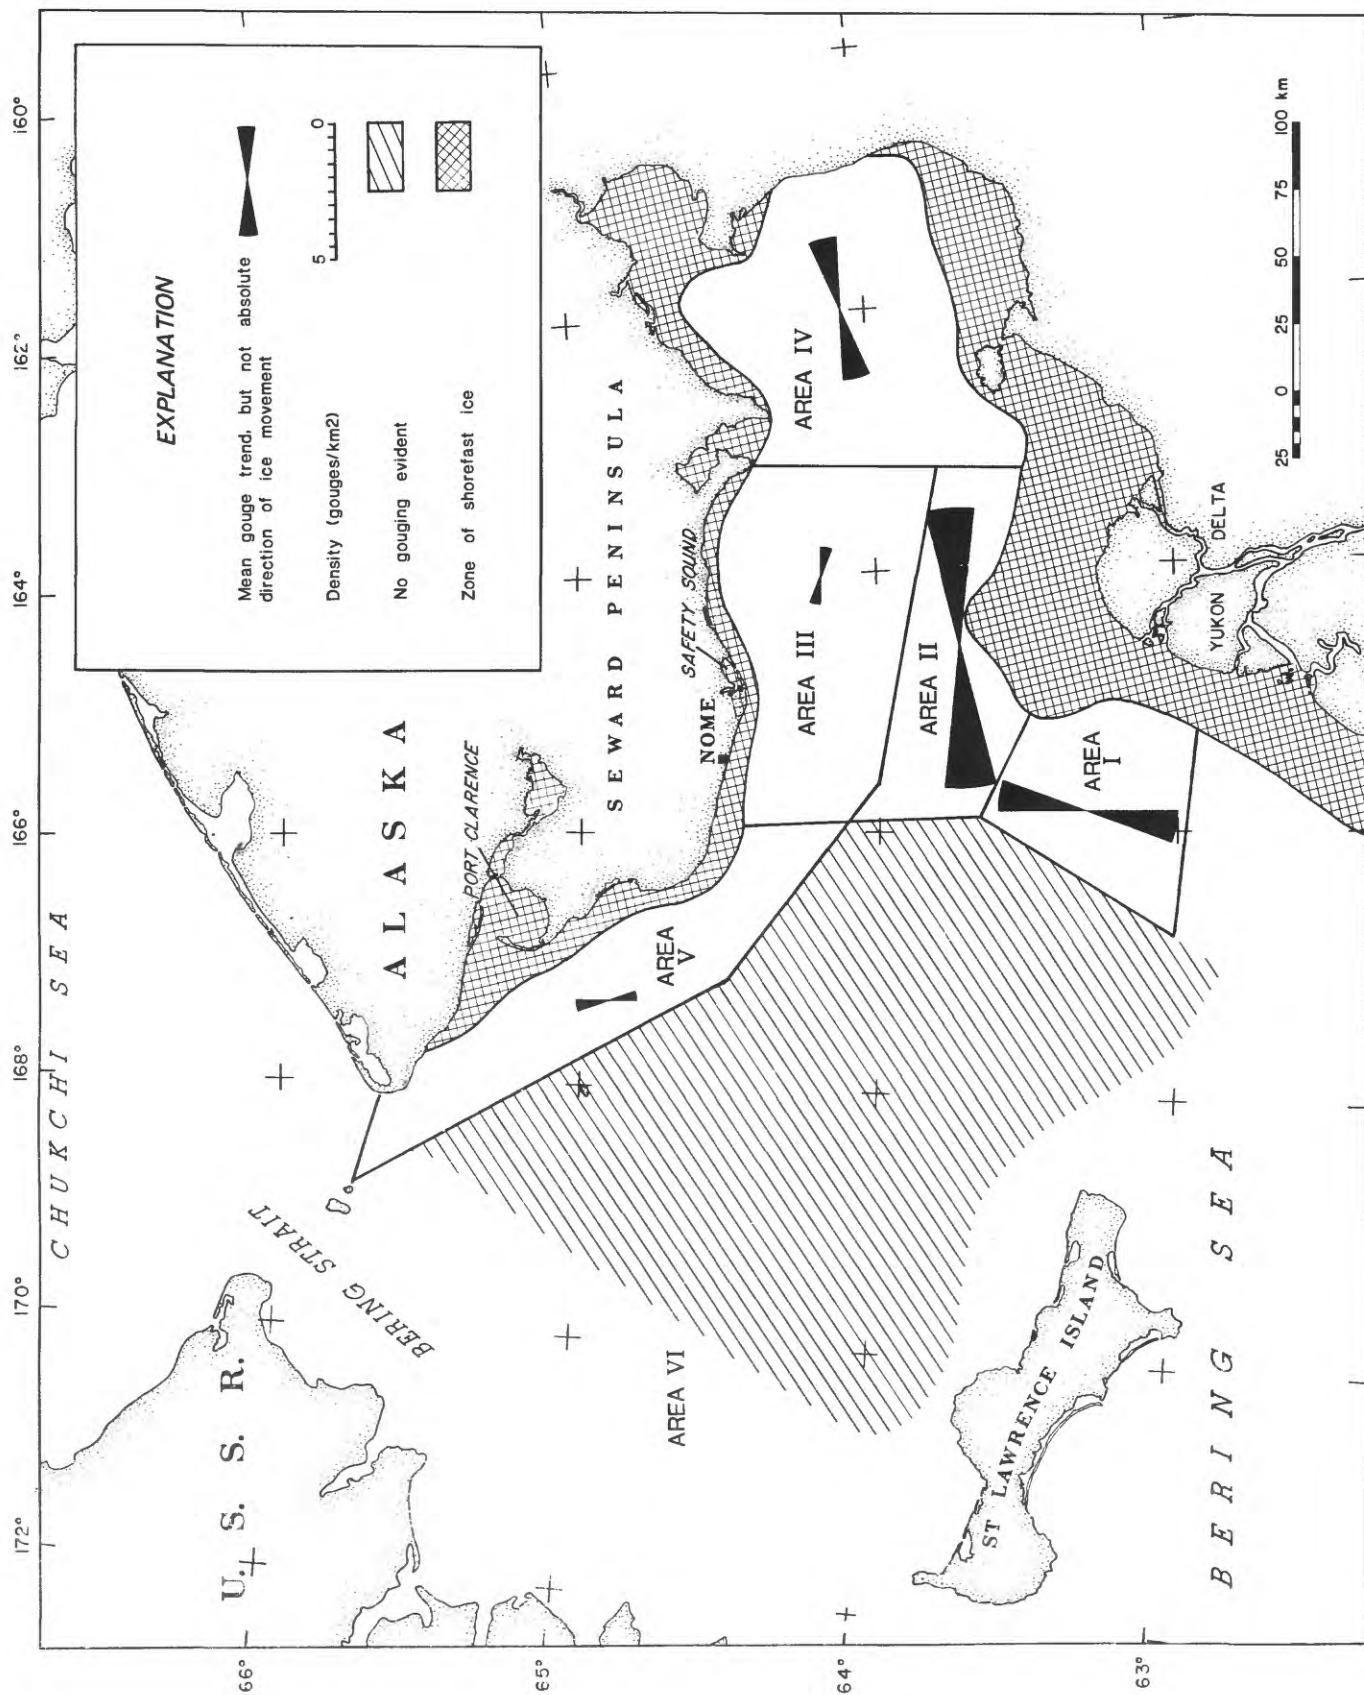 160°
162°
164°
166°
168°
170°
172°
66°
65°
64°
63°
EXPLANATION
Mean gouge trend, but not absolute
direction of ice movement
Density (gouges/km2)
5 0
No gouging evident
Zone of shorefast ice
CHUKCHI SEA
U. S. S. R.
BERING STRAIT
ALASKA
PORT CLARENCE
SEWARD PENINSULA
NOME
SAFETY SOUND
AREA
V
AREA III
AREA IV
AREA II
AREA
I
AREA VI
YUKON
DELTA
ST LAWRENCE ISLAND
BERING SEA
25 0 25 50 75 100 km